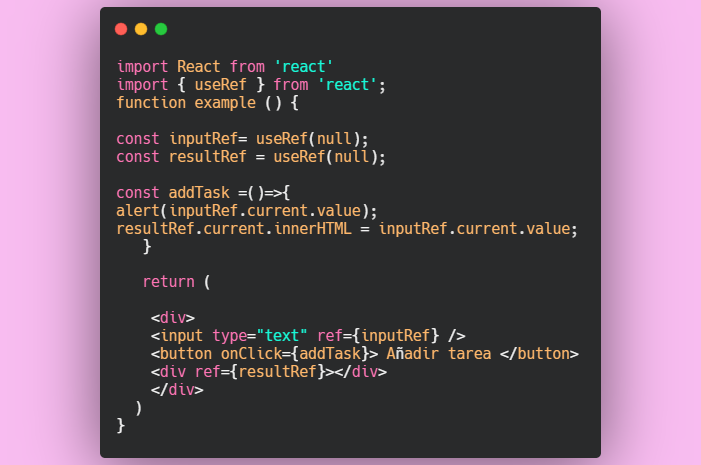 import React from 'react'
import { useRef } from 'react';
function example () {
const inputRef= useRef(null);
const resultRef = useRef(null);
const addTask =()=>{
alert(inputRef.current.value);
resultRef.current.innerHTML = inputRef.current.value;
}
return (
<div>
<input type="text" ref={inputRef} />
<button onClick={addTask}> Añadir tarea </button>
<div ref={resultRef}></div>
</div>
)
}